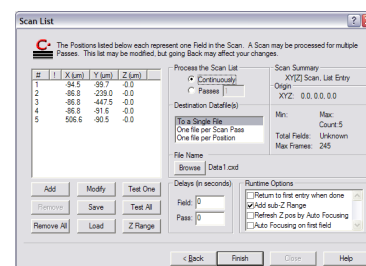 Scan List
The Positions listed below each represent one Field in the Scan. A Scan may be processed for multiple
Passes. This list may be modified, but going Back may affect your changes.
# ! X (um) Y (um) Z (um)
1 -94.5 -99.7 -0.0
2 -86.8 -239.0 -0.0
3 -86.8 -447.5 -0.0
4 -86.8 -91.6 -0.0
5 506.6 -90.5 -0.0
Add Modify Test One
Remove Save Test All
Remove All Load Z Range
Process the Scan List
Continuously
Passes 1
Destination Datafile(s)
To a Single File
One file per Scan Pass
One file per Position
File Name
Browse Data1.cxd
Delays (in seconds)
Field: 0
Pass: 0
Scan Summary
XY[Z] Scan, List Entry
Origin
XYZ: 0.0, 0.0, 0.0
Min: Max:
Count:5
Total Fields: Unknown
Max Frames: 245
Runtime Options
Return to first entry when done
Add sub-Z Range
Refresh Z pos by Auto Focusing
Auto Focusing on first field
< Back Finish Close Help